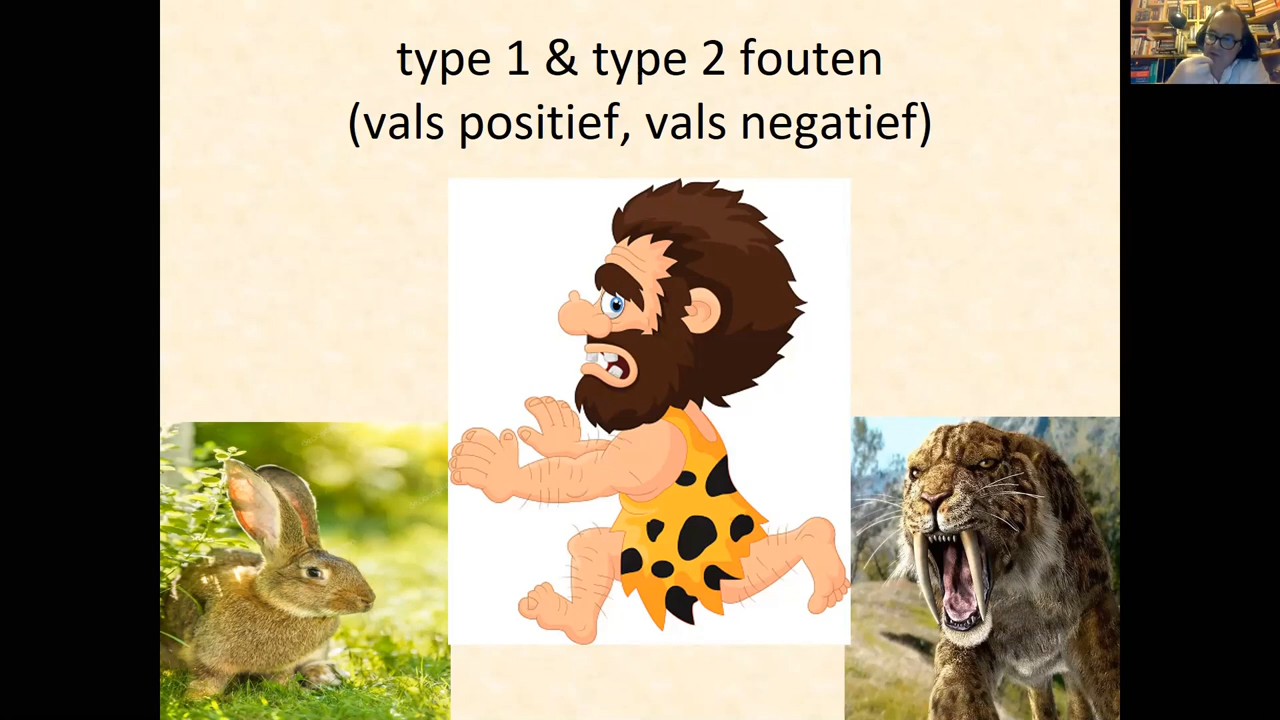 type 1 & type 2 fouten
(vals positief, vals negatief)